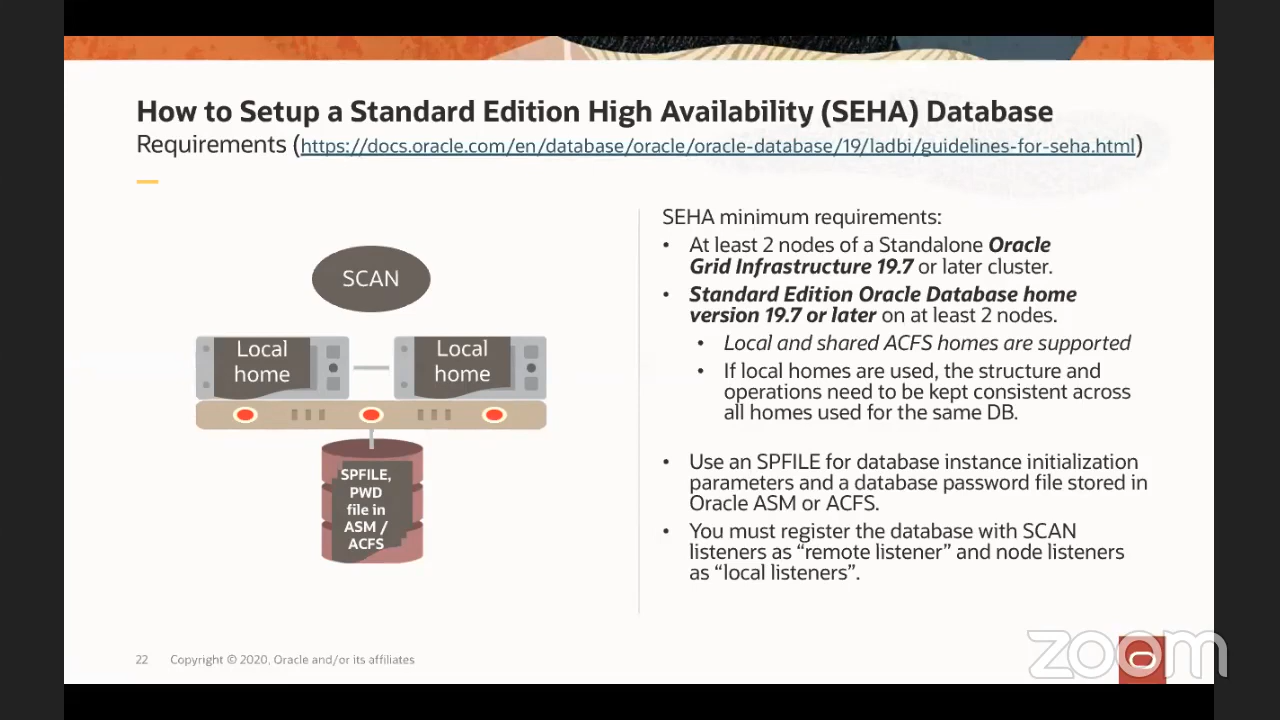 How to Setup a Standard Edition High Availability (SEHA) Database
Requirements (https://docs.oracle.com/en/database/oracle/oracle-database/19/ladbi/guidelines-for-seha.html)
SCAN
Local
home
Local
home
SPFILE,
PWD
file in
ASM /
ACFS
SEHA minimum requirements:
• At least 2 nodes of a Standalone Oracle
Grid Infrastructure 19.7 or later cluster.
• Standard Edition Oracle Database home
version 19.7 or later on at least 2 nodes.
• Local and shared ACFS homes are supported
• If local homes are used, the structure and
operations need to be kept consistent across
all homes used for the same DB.
• Use an SPFILE for database instance initialization
parameters and a database password file stored in
Oracle ASM or ACFS.
• You must register the database with SCAN
listeners as “remote listener” and node listeners
as “local listeners”.
22 Copyright © 2020, Oracle and/or its affiliates
zoom